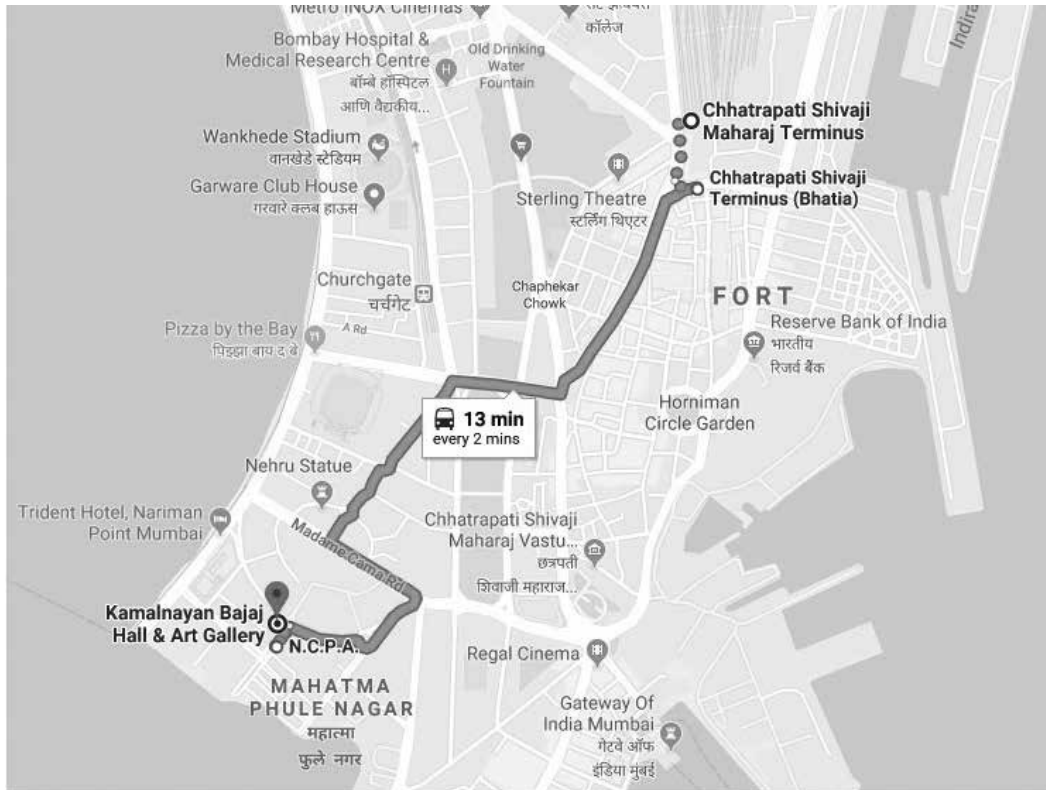 Metro INOX Cinemas
कॉलेज
Bombay Hospital &
Medical Research Centre
बॉम्बे हॉस्पिटल
आणि वैद्यकीय...
Old Drinking
Water
Fountain
Indira
Chhatrapati Shivaji
Maharaj Terminus
Wankhede Stadium
वानखेडे स्टेडियम
Garware Club House
गरवारे क्लब हाऊस
Sterling Theatre
स्टर्लिंग थिएटर
Chhatrapati Shivaji
Terminus (Bhatia)
Churchgate
चर्चगेट
Chaphekar
Chowk
FORT
Pizza by the Bay
पिझ्झा बाय द बे
A Rd
Reserve Bank of India
भारतीय
रिजर्व बैंक
13 min
every 2 mins
Horniman
Circle Garden
Nehru Statue
Trident Hotel, Nariman
Point Mumbai
Madame Cama Rd
Chhatrapati Shivaji
Maharaj Vastu...
छत्रपती
शिवाजी महाराज...
Kamalnayan Bajaj
Hall & Art Gallery
N.C.P.A.
Regal Cinema
MAHATMA
PHULE NAGAR
महात्मा
फुले नगर
Gateway Of
India Mumbai
गेटवे ऑफ
इंडिया मुंबई